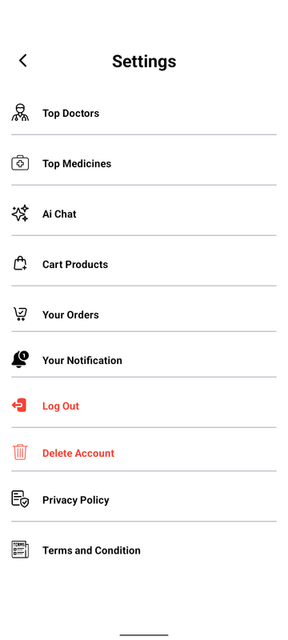 Settings
Top Doctors
Top Medicines
Ai Chat
Cart Products
Your Orders
Your Notification
Log Out
Delete Account
Privacy Policy
TERMS
Terms and Condition